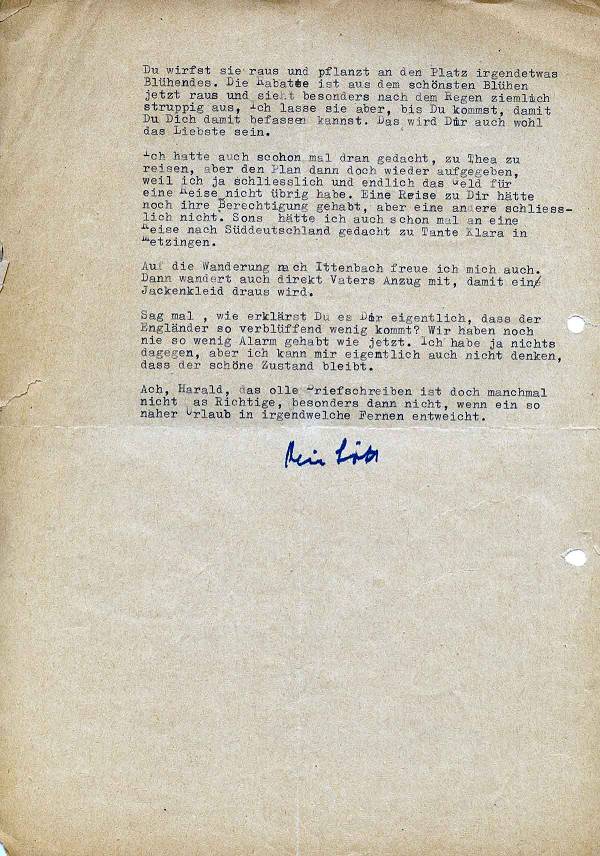 Du wirfst sie raus und pflanzt an den Platz irgendetwas
Blühendes. Die Rabatte ist aus dem schönsten Blühen
jetzt raus und sieht besonders nach dem Regen ziemlich
struppig aus, Ich lasse sie aber, bis Du kommst, damit
Du Dich damit befassen kannst. Das wird Dir auch wohl
das Liebste sein.
Ich hatte auch scohon mal dran gedacht, zu Thea zu
reisen, aber den Plan dann doch wieder aufgegeben,
weil ich ja schliesslich und endlich das Geld für
eine Reise nicht übrig habe. Eine Reise zu Dir hätte
noch ihre Berechtigung gehabt, aber eine andere schliess-
lich nicht. Sons hätte ich auch schon mal an eine
Reise nach Süddeutschland gedacht zu Tante Klara in
Metzingen.
Auf die Wanderung nach Ittenbach freue ich mich auch.
Dann wandert auch direkt Vaters Anzug mit, damit ein
Jackenkleid draus wird.
Sag mal , wie erklärst Du es Dir eigentlich, dass der
Engländer so verblüffend wenig kommt? Wir haben noch
nie so wenig Alarm gehabt wie jetzt. Ich habe ja nichts
dagegen, aber ich kann mir eigentlich auch nicht denken,
dass der schöne Zustand bleibt.
Ach, Harald, das olle Briefschreiben ist doch manchmal
nicht as Richtige, besonders dann nicht, wenn ein so
naher Urlaub in irgendwelche Fernen entweicht.
Dein